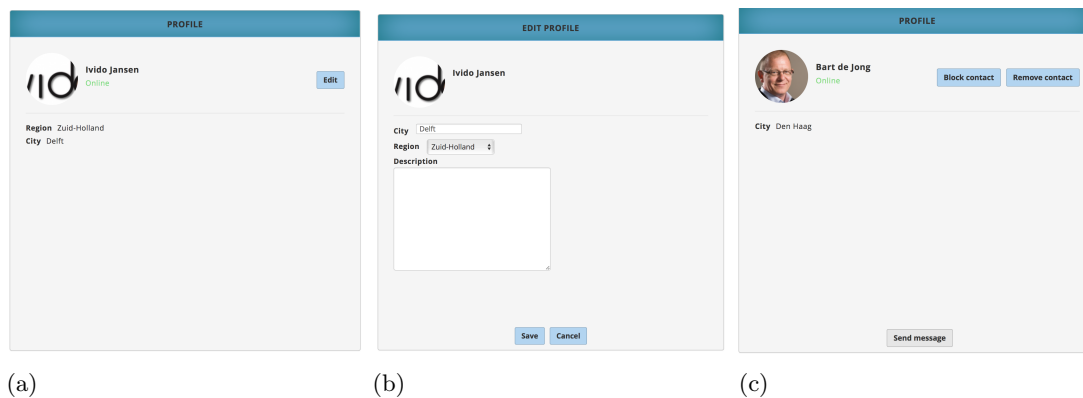 PROFILE
Ivido Jansen
Online
Edit
Region Zuid-Holland
City Delft
(a)
EDIT PROFILE
Ivido Jansen
City Delft
Region Zuid-Holland
Description
Save Cancel
(b)
PROFILE
Bart de Jong
Online
Block contact Remove contact
City Den Haag
Send message
(c)